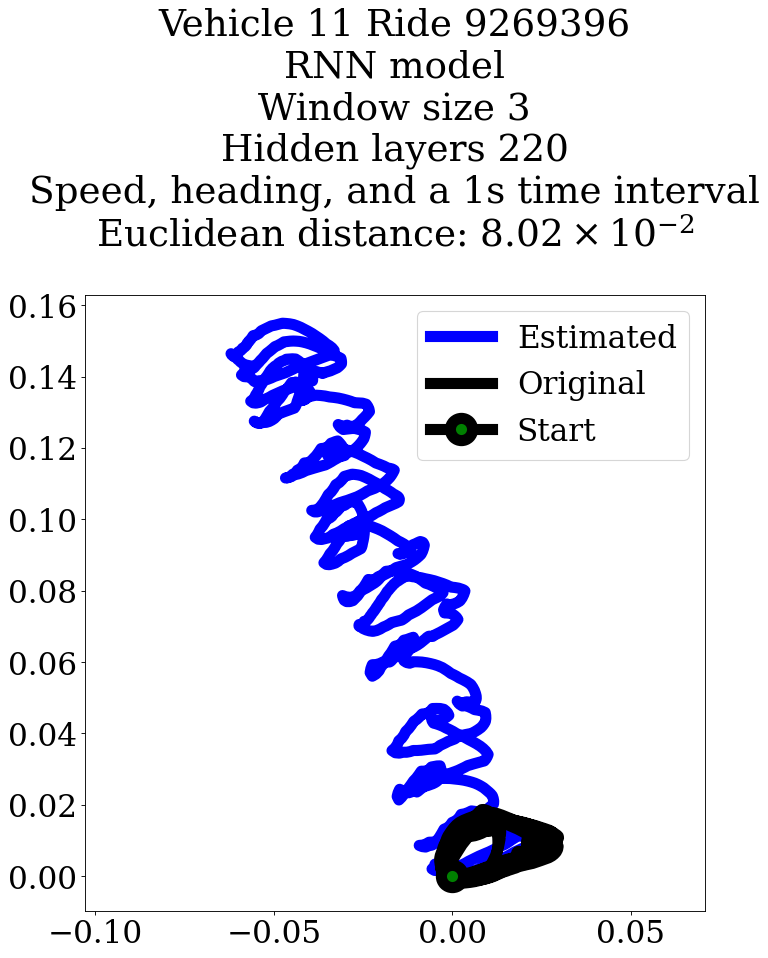 Vehicle 11 Ride 9269396
RNN model
Window size 3
Hidden layers 220
Speed, heading, and a 1s time interval
Euclidean distance: 8.02 × 10⁻²
0.16
0.14
0.12
0.10
0.08
0.06
0.04
0.02
0.00
Estimated
Original
Start
−0.10 −0.05 0.00 0.05